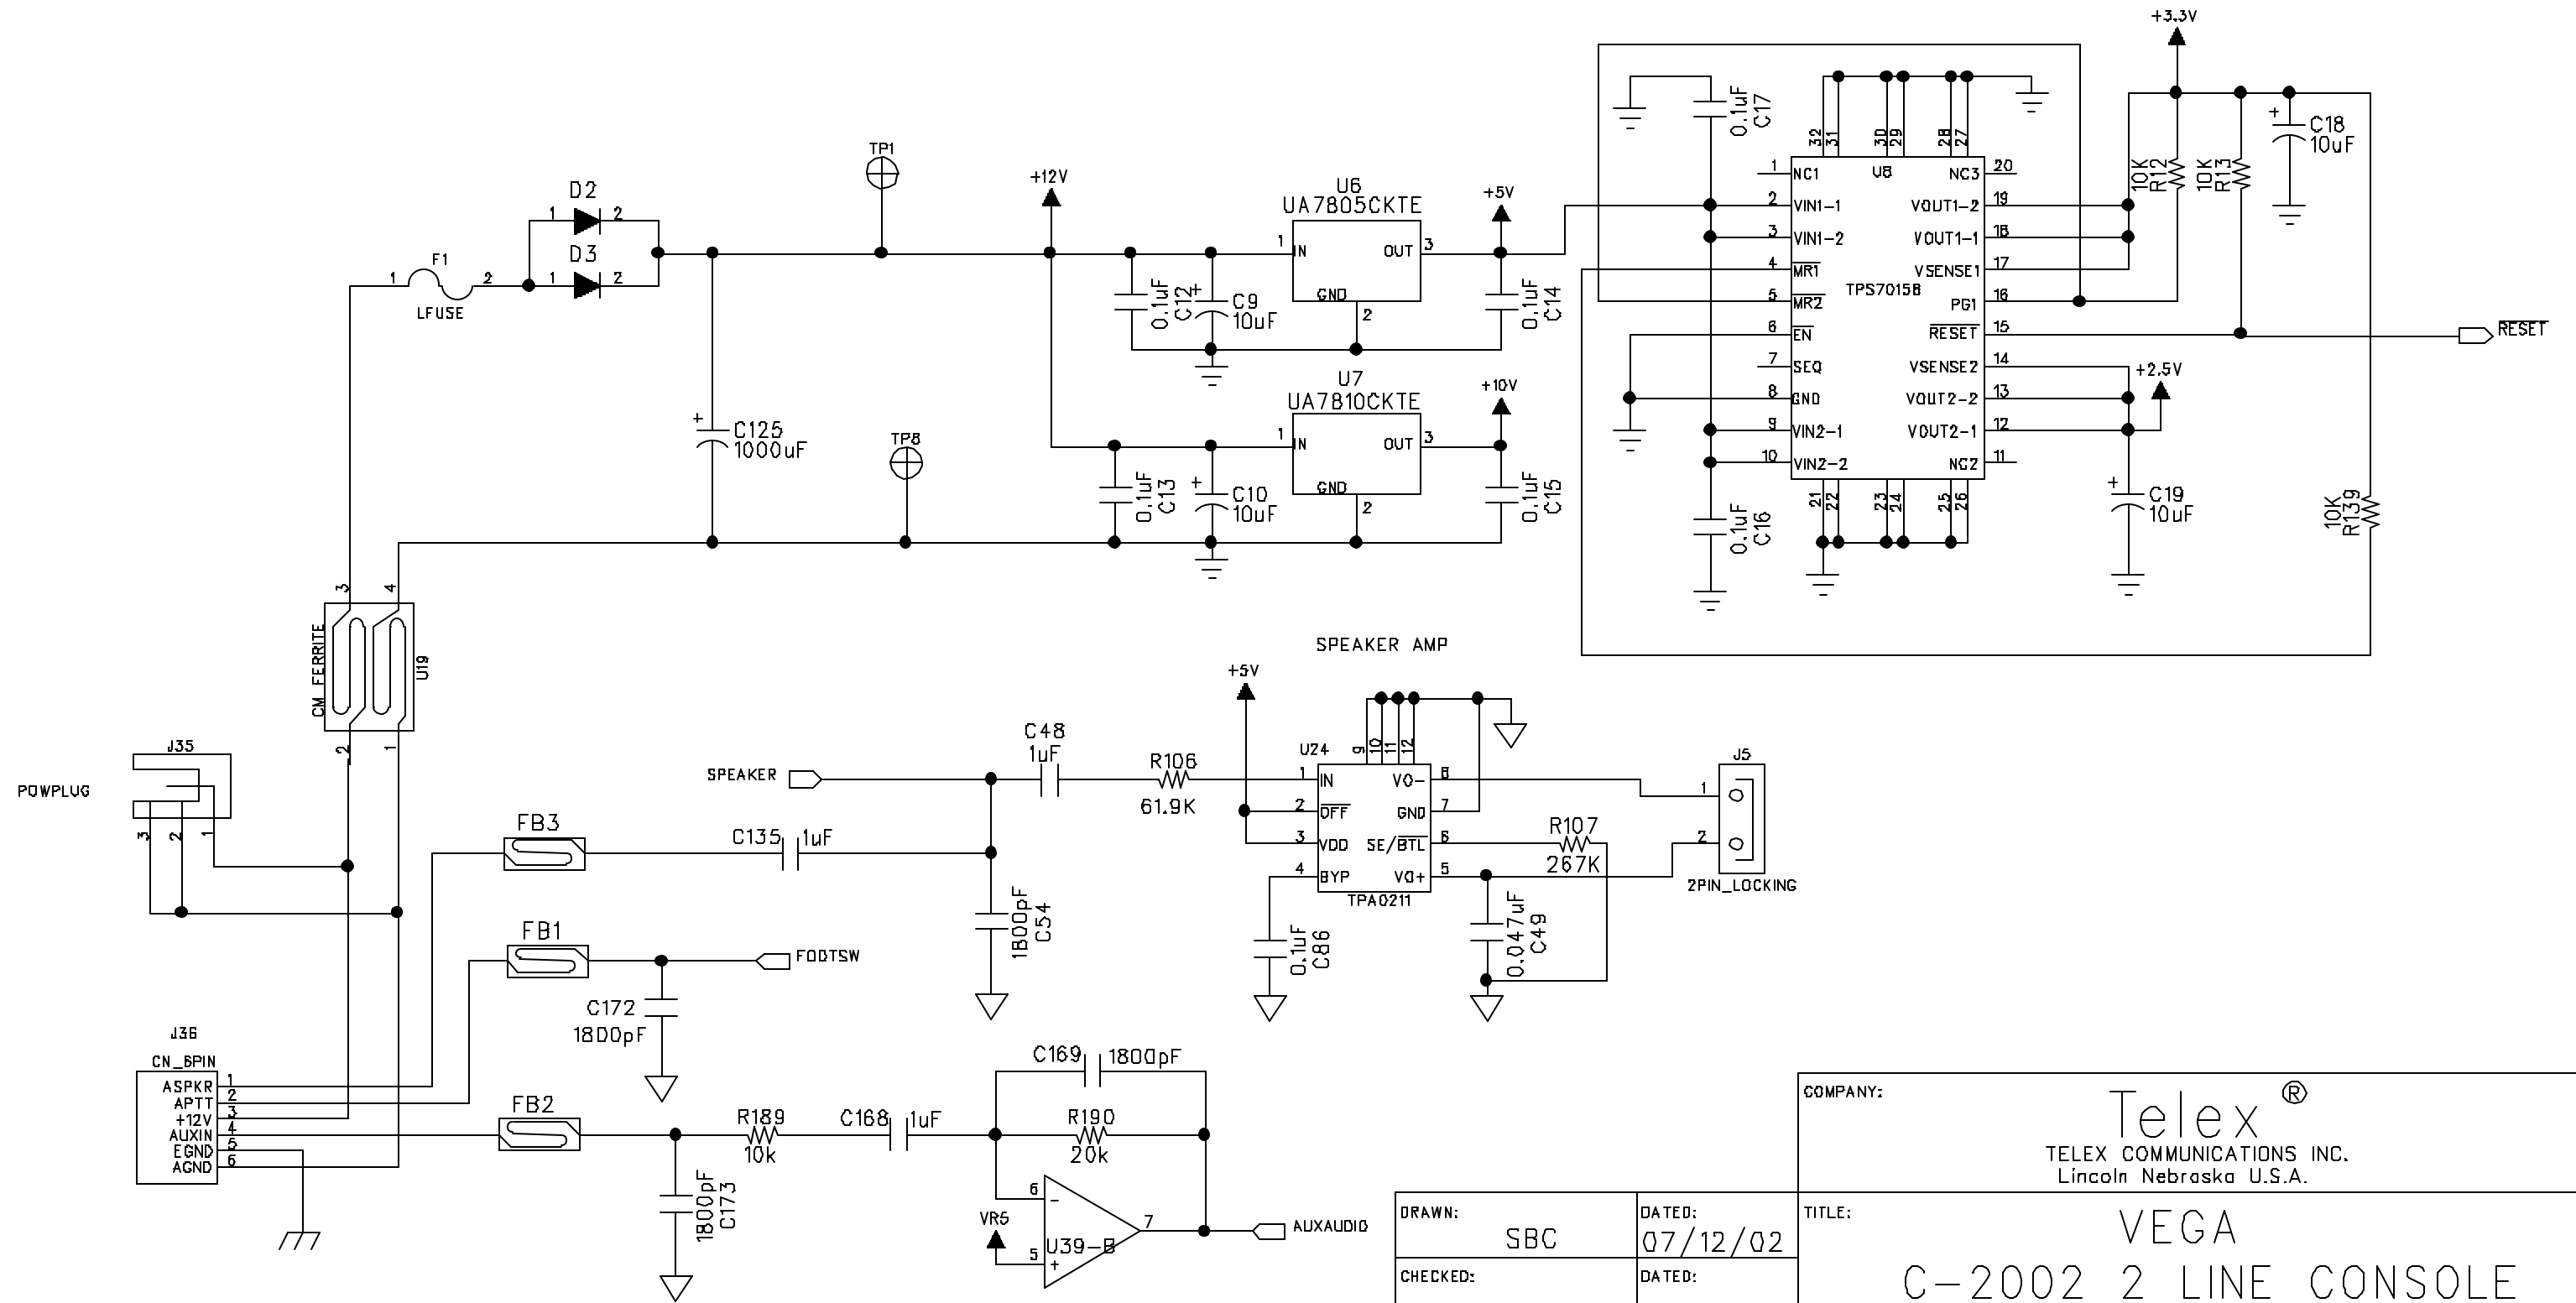 +3.3V
0.1uF
C17
32
31
30
29
28
27
10K
R12
10K
R13
+
C18
10uF
TP1
D2
1
2
D3
1
2
F1
1
2
LFUSE
+12V
U6
UA7805CKTE
1
IN
OUT
3
GND
2
+5V
0.1uF
C12
+
C9
10uF
0.1uF
C14
U8
TPS70158
1
NC1
2
VIN1-1
3
VIN1-2
4
MR1
5
MR2
6
EN
7
SEQ
8
GND
9
VIN2-1
10
VIN2-2
NC3
20
VOUT1-2
19
VOUT1-1
18
VSENSE1
17
PG1
16
RESET
15
VSENSE2
14
VOUT2-2
13
VOUT2-1
12
NC2
11
RESET
+2.5V
21
22
23
24
25
26
+
C19
10uF
10K
R139
0.1uF
C16
U7
UA7810CKTE
1
IN
OUT
3
GND
2
+10V
+
C125
1000uF
TP8
0.1uF
C13
+
C10
10uF
0.1uF
C15
3
4
CM FERRITE
U19
2
1
J35
POWPLUG
3
2
1
SPEAKER AMP
+5V
SPEAKER
C48
1uF
R106
61.9K
U24
9
10
11
12
1
IN
2
OFF
3
VDD
4
BYP
VO-
8
GND
7
SE/BTL
6
VO+
5
TPA0211
J5
1
2
2PIN_LOCKING
R107
267K
0.1uF
C86
0.047uF
C49
FB3
C135
1uF
1800pF
C54
FB1
FOOTSW
C172
1800pF
J36
CN_6PIN
ASPKR
1
APTT
2
+12V
3
AUXIN
4
EGND
5
AGND
6
FB2
1800pF
C173
R189
10k
C168
1uF
C169
1800pF
R190
20k
VR5
6
-
5
+
U39-B
7
AUXAUDIO
COMPANY:
Telex ®
TELEX COMMUNICATIONS INC.
Lincoln Nebraska U.S.A.
DRAWN:
SBC
DATED:
07/12/02
CHECKED:
DATED:
TITLE:
VEGA
C-2002 2 LINE CONSOLE